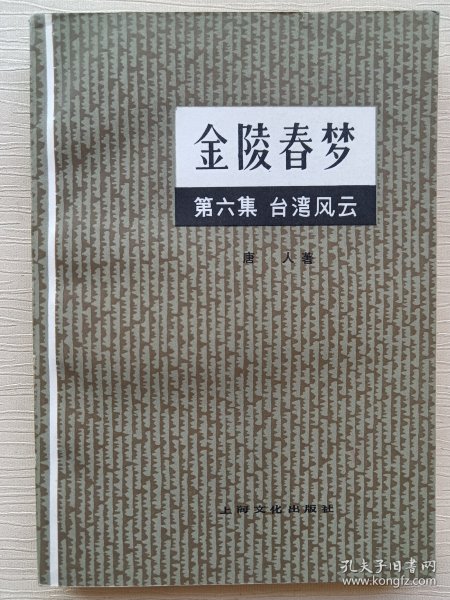 金陵春梦
第六集 台湾风云
唐 人著
上海文化出版社
孔夫子旧书网
www.kongfz.com